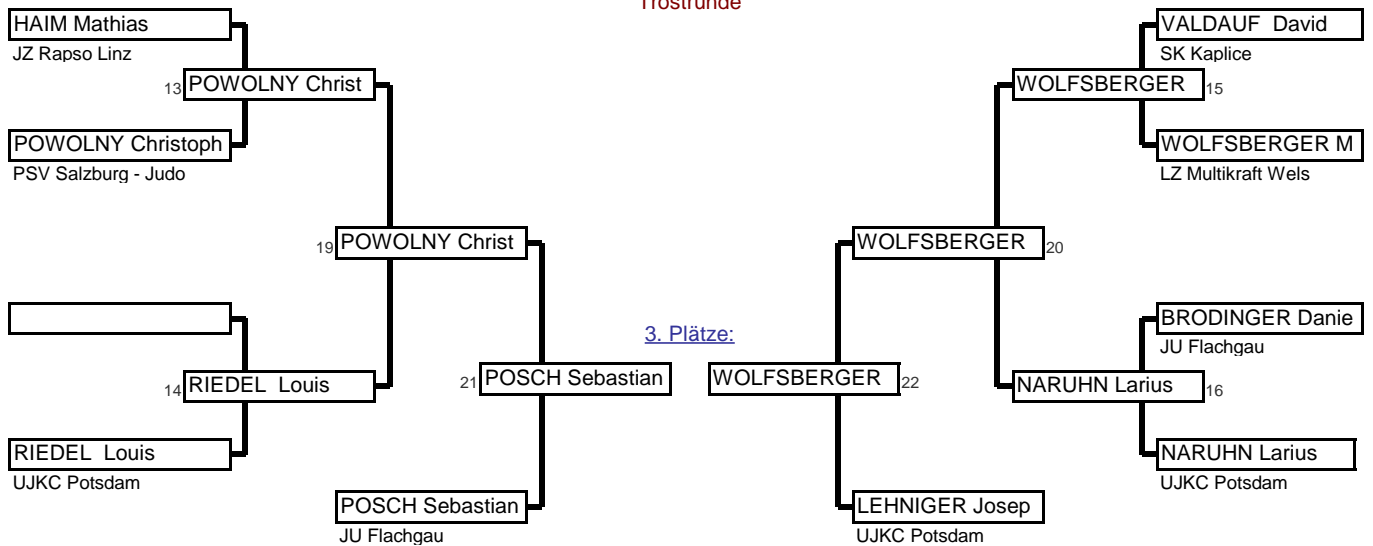 Trostrunde
HAIM Mathias
JZ Rapso Linz
13 POWOLNY Christ
POWOLNY Christoph
PSV Salzburg - Judo
19 POWOLNY Christ
14 RIEDEL Louis
RIEDEL Louis
UJKC Potsdam
21 POSCH Sebastian
POSCH Sebastian
JU Flachgau
3. Plätze:
VALDAUF David
SK Kaplice
WOLFSBERGER 15
WOLFSBERGER M
LZ Multikraft Wels
WOLFSBERGER 20
BRODINGER Danie
JU Flachgau
WOLFSBERGER 22
NARUHN Larius 16
NARUHN Larius
UJKC Potsdam
LEHNIGER Josep
UJKC Potsdam